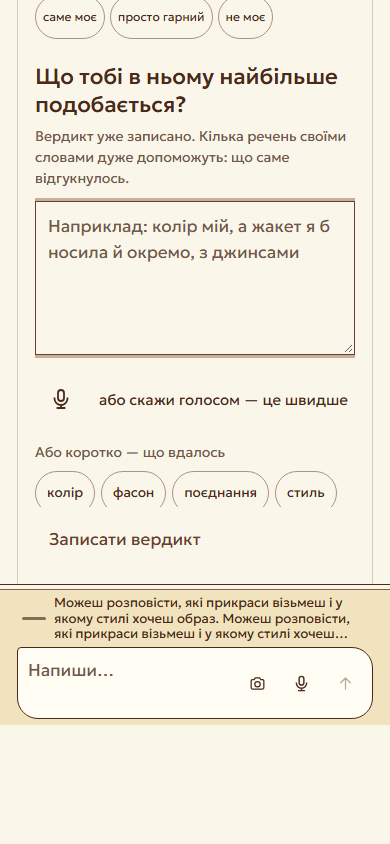 саме моє
просто гарний
не моє
Що тобі в ньому найбільше
подобається?
Вердикт уже записано. Кілька речень своїми
словами дуже допоможуть: що саме
відгукнулось.
Наприклад: колір мій, а жакет я б
носила й окремо, з джинсами
або скажи голосом — це швидше
Або коротко — що вдалось
колір
фасон
поєднання
стиль
Записати вердикт
Можеш розповісти, які прикраси візьмеш і у
якому стилі хочеш образ. Можеш розповісти,
які прикраси візьмеш і у якому стилі хочеш...
Напиши...